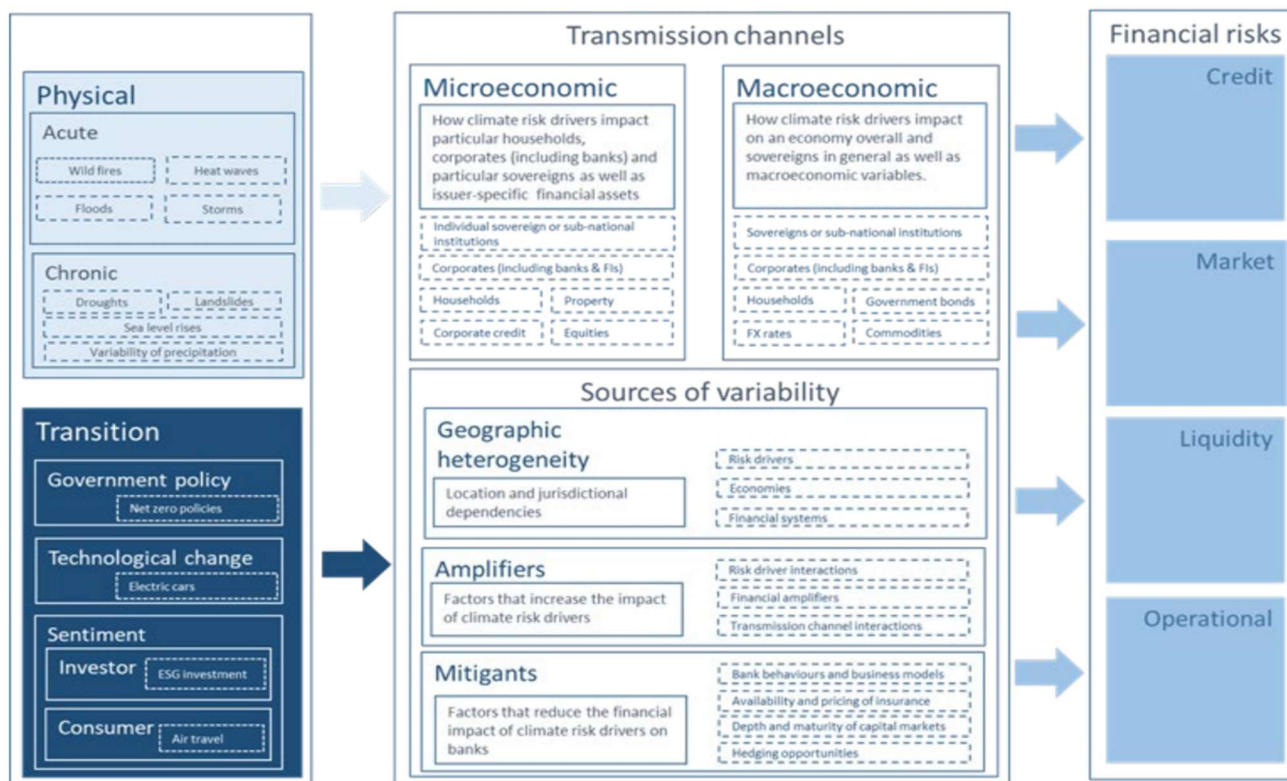 Physical
Acute
Wild fires
Heat waves
Floods
Storms
Chronic
Droughts
Landslides
Sea level rises
Variability of precipitation
Transition
Government policy
Net zero policies
Technological change
Electric cars
Sentiment
Investor
ESG investment
Consumer
Air travel
Transmission channels
Microeconomic
How climate risk drivers impact
particular households,
corporates (including banks) and
particular sovereigns as well as
issuer-specific financial assets
Individual sovereign or sub-national
institutions
Corporates (including banks & FIs)
Households
Property
Corporate credit
Equities
Macroeconomic
How climate risk drivers impact
on an economy overall and
sovereigns in general as well as
macroeconomic variables.
Sovereigns or sub-national institutions
Corporates (including banks & FIs)
Households
Government bonds
FX rates
Commodities
Sources of variability
Geographic
heterogeneity
Location and jurisdictional
dependencies
Risk drivers
Economies
Financial systems
Amplifiers
Factors that increase the impact
of climate risk drivers
Risk driver interactions
Financial amplifiers
Transmission channel interactions
Mitigants
Factors that reduce the financial
impact of climate risk drivers on
banks
Bank behaviours and business models
Availability and pricing of insurance
Depth and maturity of capital markets
Hedging opportunities
Financial risks
Credit
Market
Liquidity
Operational